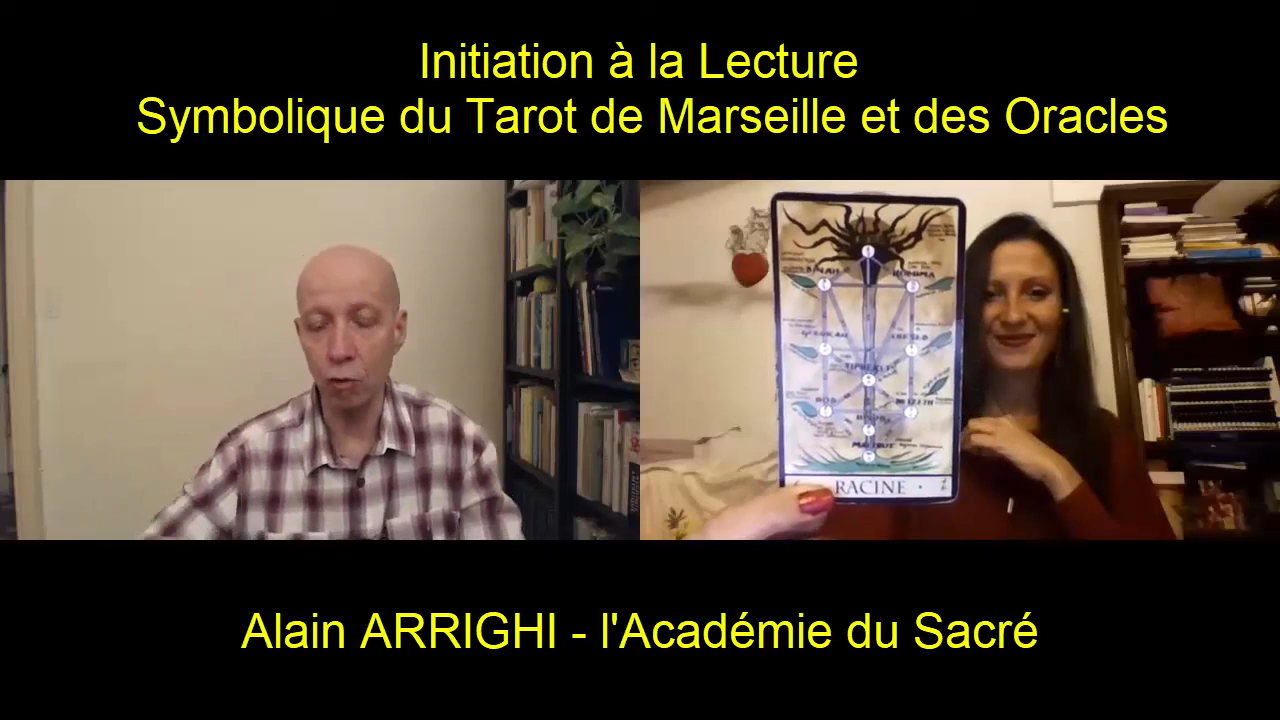 Initiation à la Lecture
Symbolique du Tarot de Marseille et des Oracles
RACINE
Alain ARRIGHI - l'Académie du Sacré